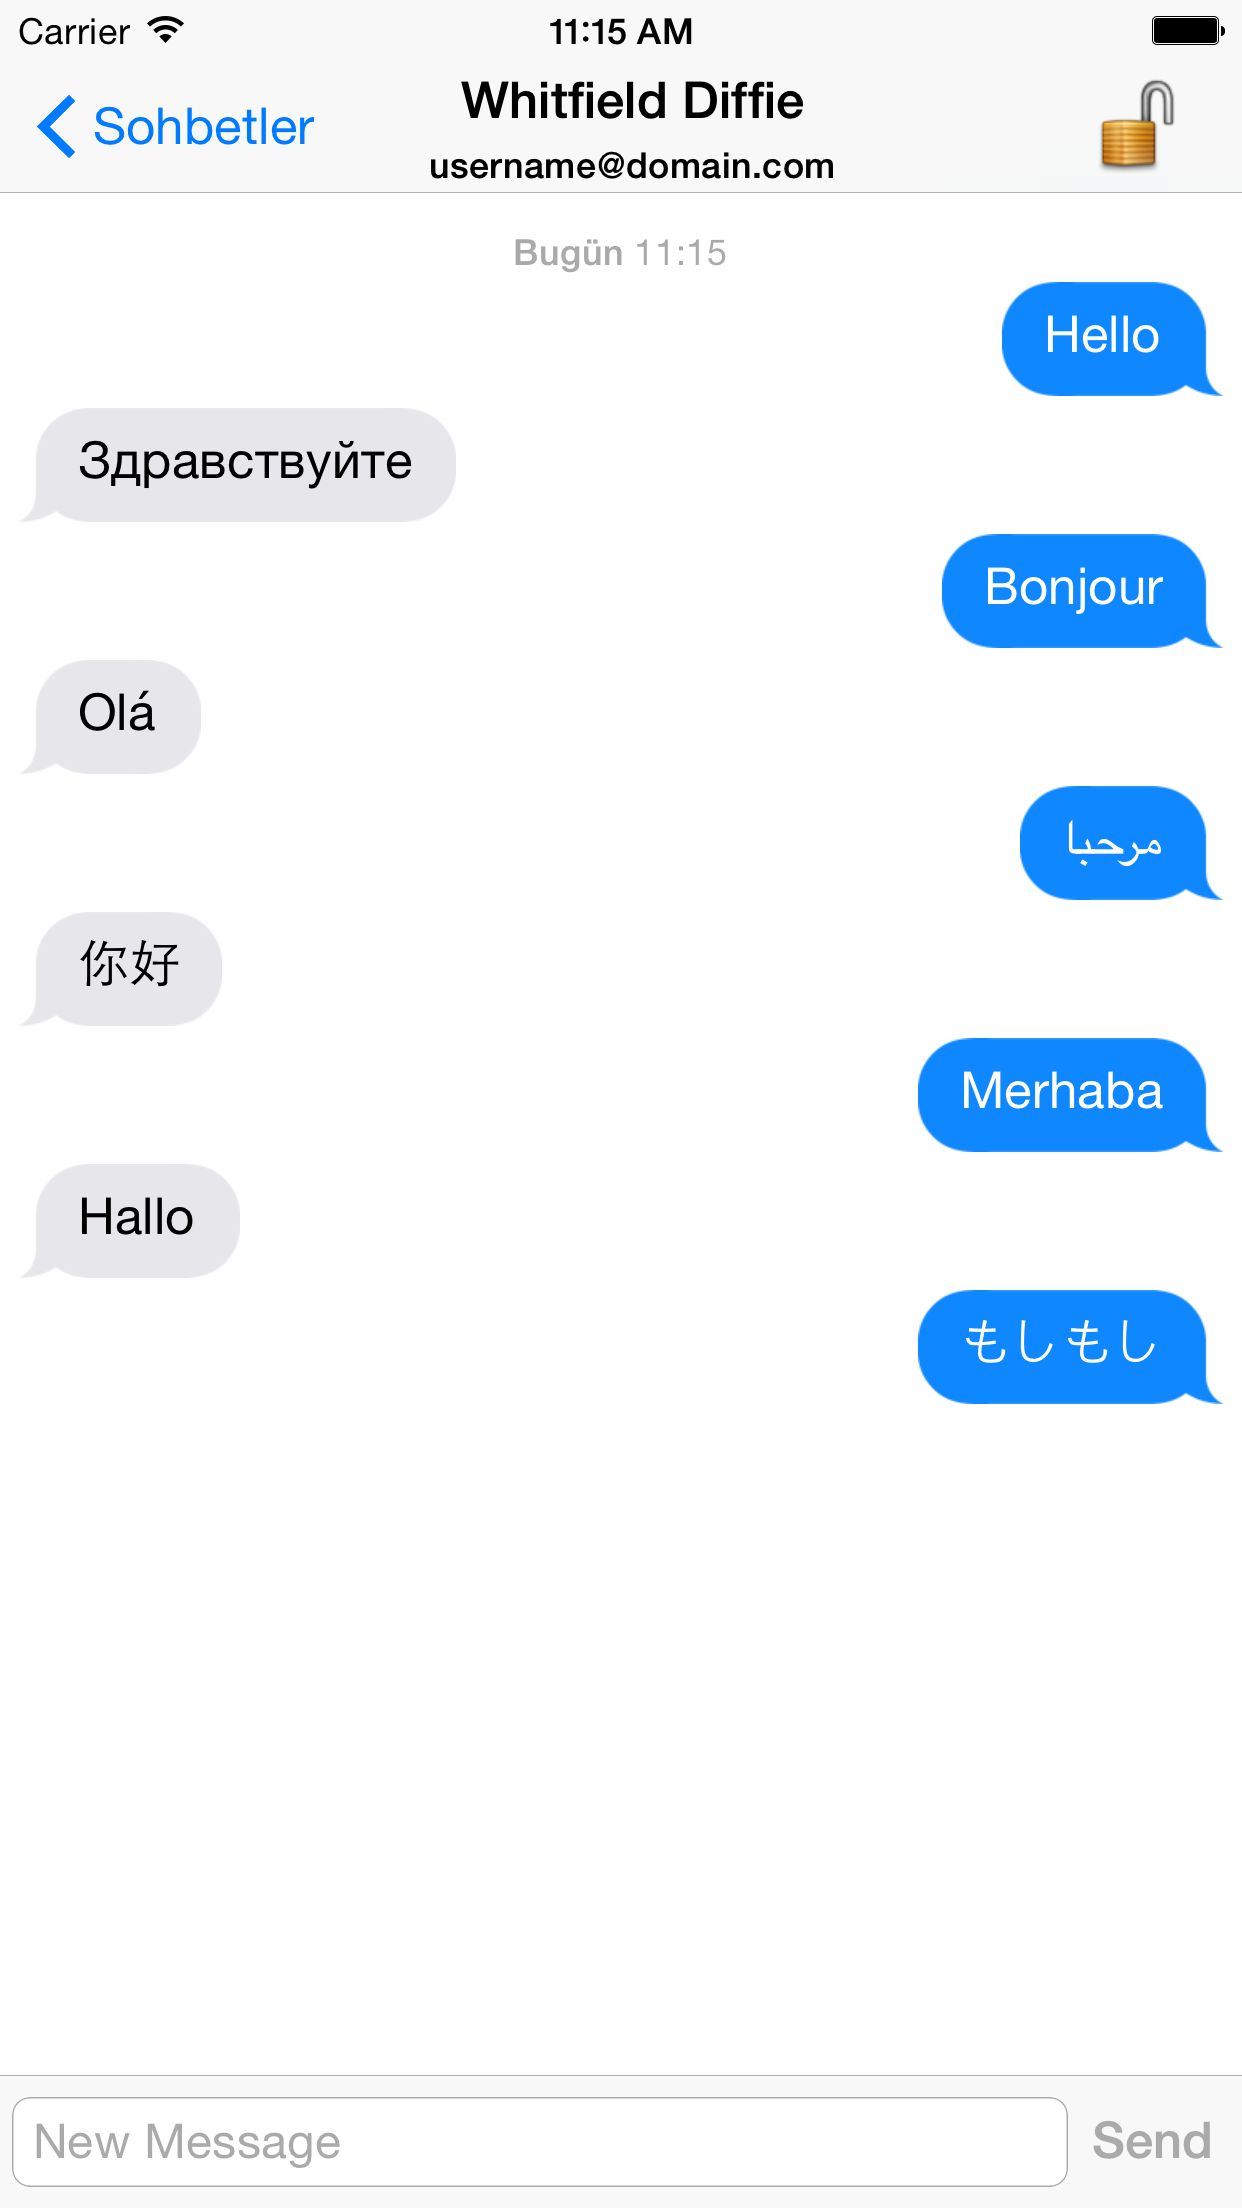 Carrier 11:15 AM
Sohbetler
Whitfield Diffie
username@domain.com
Bugün 11:15
Hello
Здравствуйте
Bonjour
Olá
مرحبا
你好
Merhaba
Hallo
もしもし
New Message
Send